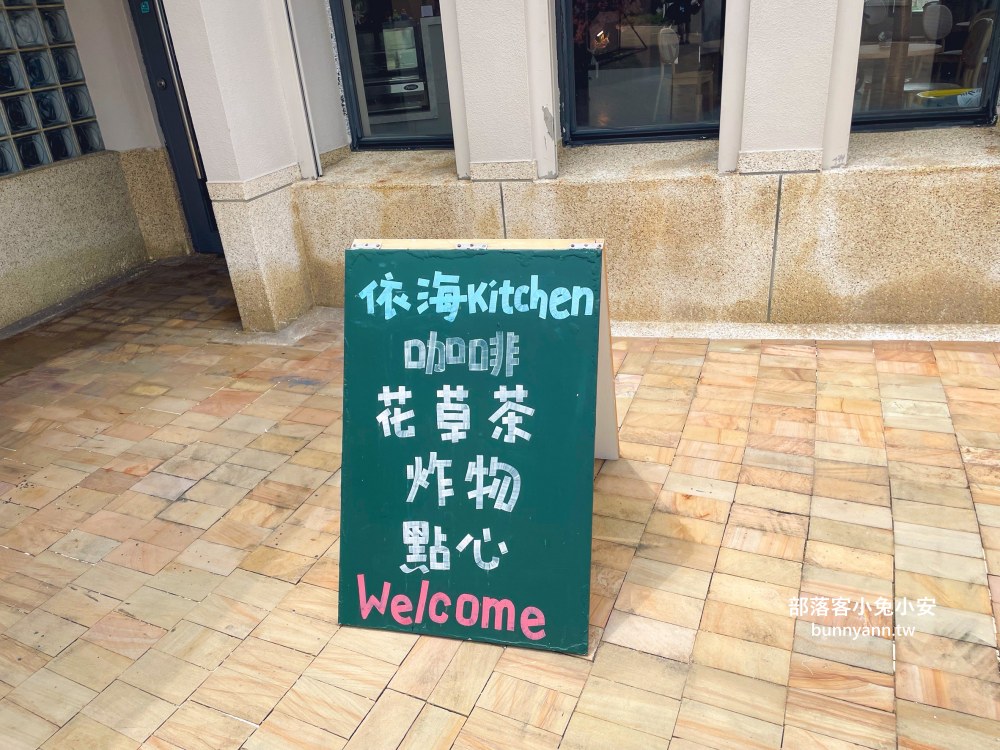 依海Kitchen
咖啡
花草茶
炸物
點心
Welcome
部落客小兔小安
bunnyann.tw